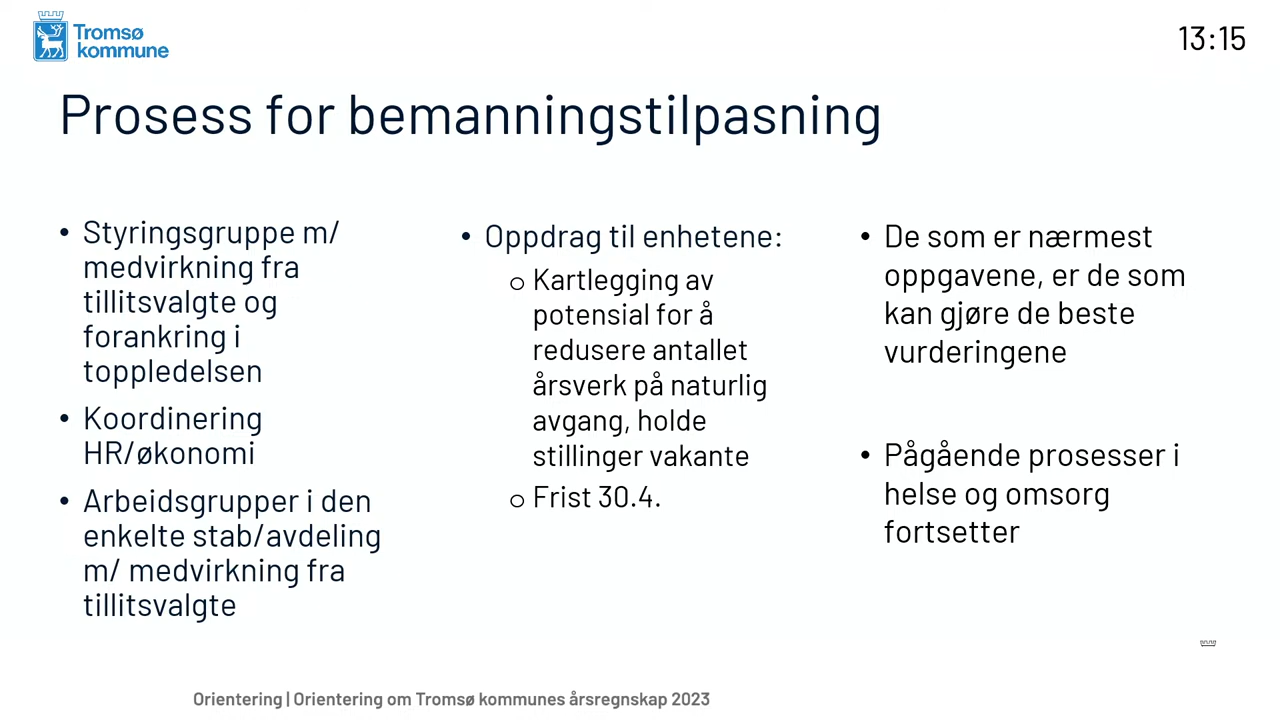 Tromsø
kommune
13:15
Prosess for bemanningstilpasning
• Styringsgruppe m/
medvirkning fra
tillitsvalgte og
forankring i
toppledelsen
• Koordinering
HR/økonomi
• Arbeidsgrupper i den
enkelte stab/avdeling
m/ medvirkning fra
tillitsvalgte
• Oppdrag til enhetene:
o Kartlegging av
potensial for å
redusere antallet
årsverk på naturlig
avgang, holde
stillinger vakante
o Frist 30.4.
• De som er nærmest
oppgavene, er de som
kan gjøre de beste
vurderingene
• Pågående prosesser i
helse og omsorg
fortsetter
Orientering | Orientering om Tromsø kommunes årsregnskap 2023